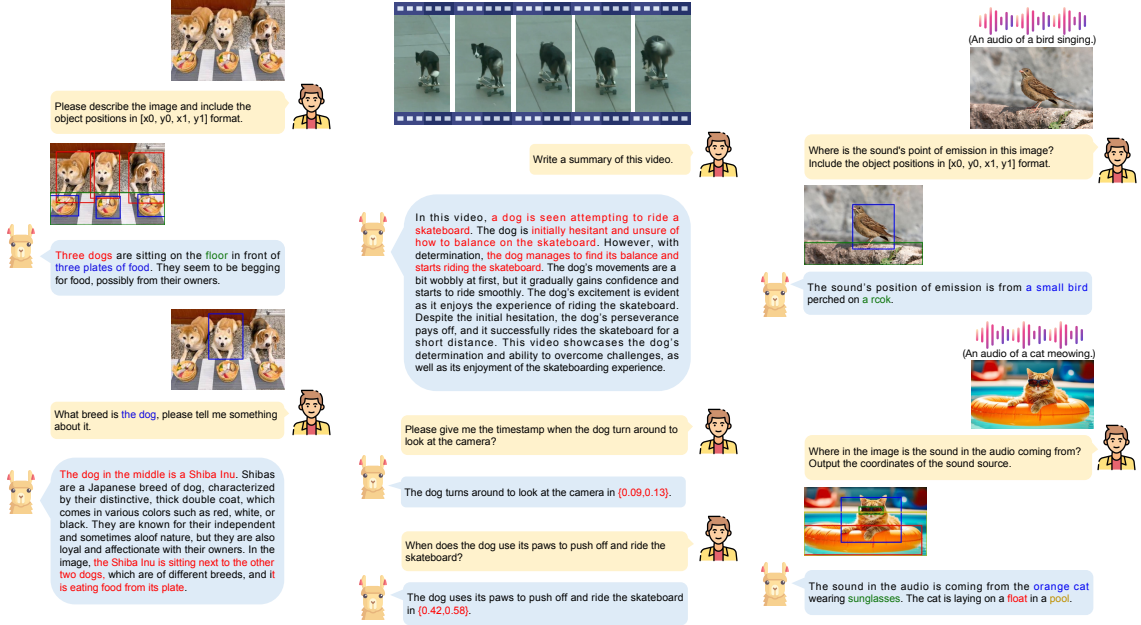 Please describe the image and include the
object positions in [x0, y0, x1, y1] format.
Three dogs are sitting on the floor in front of
three plates of food. They seem to be begging
for food, possibly from their owners.
What breed is the dog, please tell me something
about it.
The dog in the middle is a Shiba Inu. Shibas
are a Japanese breed of dog, characterized
by their distinctive, thick double coat, which
comes in various colors such as red, white, or
black. They are known for their independent
and sometimes aloof nature, but they are also
loyal and affectionate with their owners. In the
image, the Shiba Inu is sitting next to the other
two dogs, which are of different breeds, and it
is eating food from its plate.
Write a summary of this video.
In this video, a dog is seen attempting to ride a
skateboard. The dog is initially hesitant and unsure of
how to balance on the skateboard. However, with
determination, the dog manages to find its balance and
starts riding the skateboard. The dog's movements are a
bit wobbly at first, but it gradually gains confidence and
starts to ride smoothly. The dog's excitement is evident
as it enjoys the experience of riding the skateboard.
Despite the initial hesitation, the dog's perseverance
pays off, and it successfully rides the skateboard for a
short distance. This video showcases the dog's
determination and ability to overcome challenges, as
well as its enjoyment of the skateboarding experience.
Please give me the timestamp when the dog turn around to
look at the camera?
The dog turns around to look at the camera in {0.09,0.13}.
When does the dog use its paws to push off and ride the
skateboard?
The dog uses its paws to push off and ride the skateboard
in {0.42,0.58}.
(An audio of a bird singing.)
Where is the sound's point of emission in this image?
Include the object positions in [x0, y0, x1, y1] format.
The sound's position of emission is from a small bird
perched on a rcok.
(An audio of a cat meowing.)
Where in the image is the sound in the audio coming from?
Output the coordinates of the sound source.
The sound in the audio is coming from the orange cat
wearing sunglasses. The cat is laying on a float in a pool.